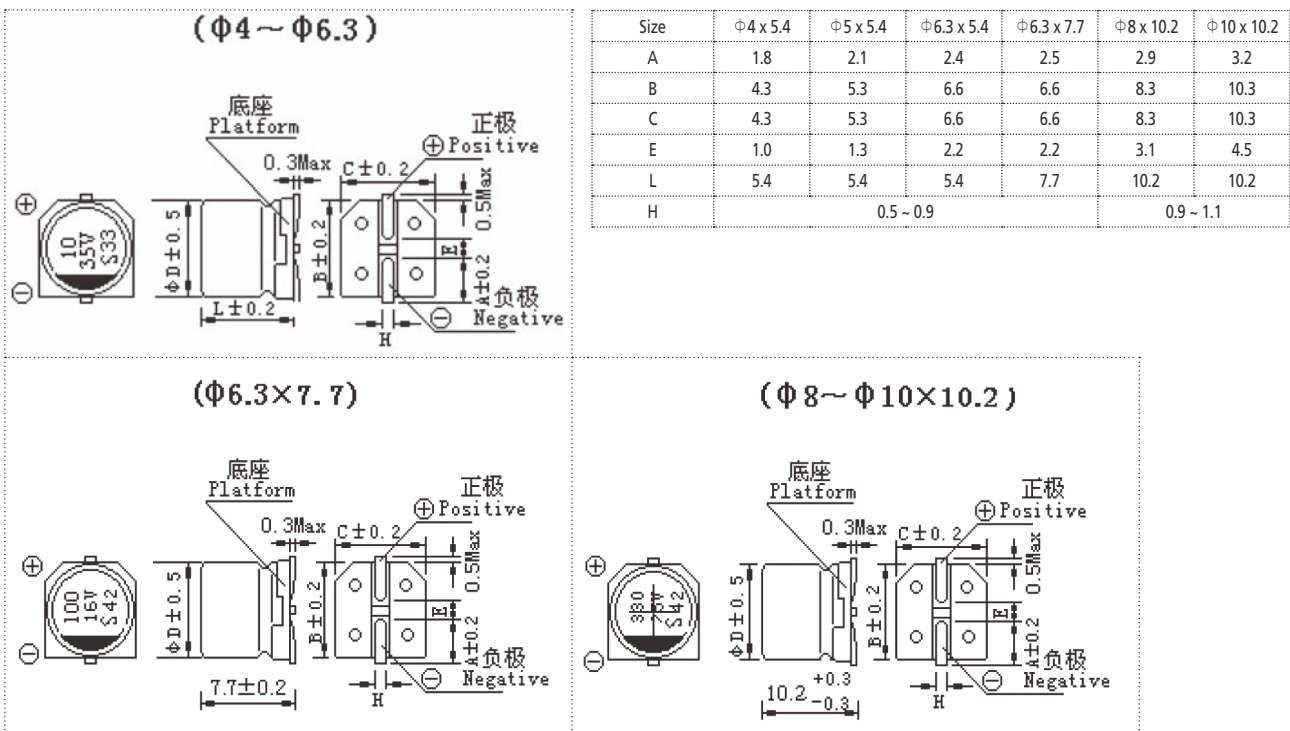 (Φ4～Φ6.3)
底座
Platform
正极
⊕Positive
0.3Max
C±0.2
0.5Max
⊕
10
35V
S33
ΦD±0.5
B±0.2
E
A±0.2
⊖
L±0.2
负极
⊖ Negative
H
Size Φ4 x 5.4 Φ5 x 5.4 Φ6.3 x 5.4 Φ6.3 x 7.7 Φ8 x 10.2 Φ10 x 10.2
A 1.8 2.1 2.4 2.5 2.9 3.2
B 4.3 5.3 6.6 6.6 8.3 10.3
C 4.3 5.3 6.6 6.6 8.3 10.3
E 1.0 1.3 2.2 2.2 3.1 4.5
L 5.4 5.4 5.4 7.7 10.2 10.2
H 0.5 ~ 0.9 0.9 ~ 1.1
(Φ6.3×7.7)
底座
Platform
正极
⊕Positive
0.3Max
C±0.2
0.5Max
⊕
100
16V
S42
ΦD±0.5
B±0.2
E
A±0.2
⊖
7.7±0.2
负极
⊖ Negative
H
(Φ8～Φ10×10.2)
底座
Platform
正极
⊕Positive
0.3Max
C±0.2
0.5Max
⊕
S42
ΦD±0.5
B±0.2
E
A±0.2
⊖
10.2 +0.3 -0.3
负极
⊖ Negative
H